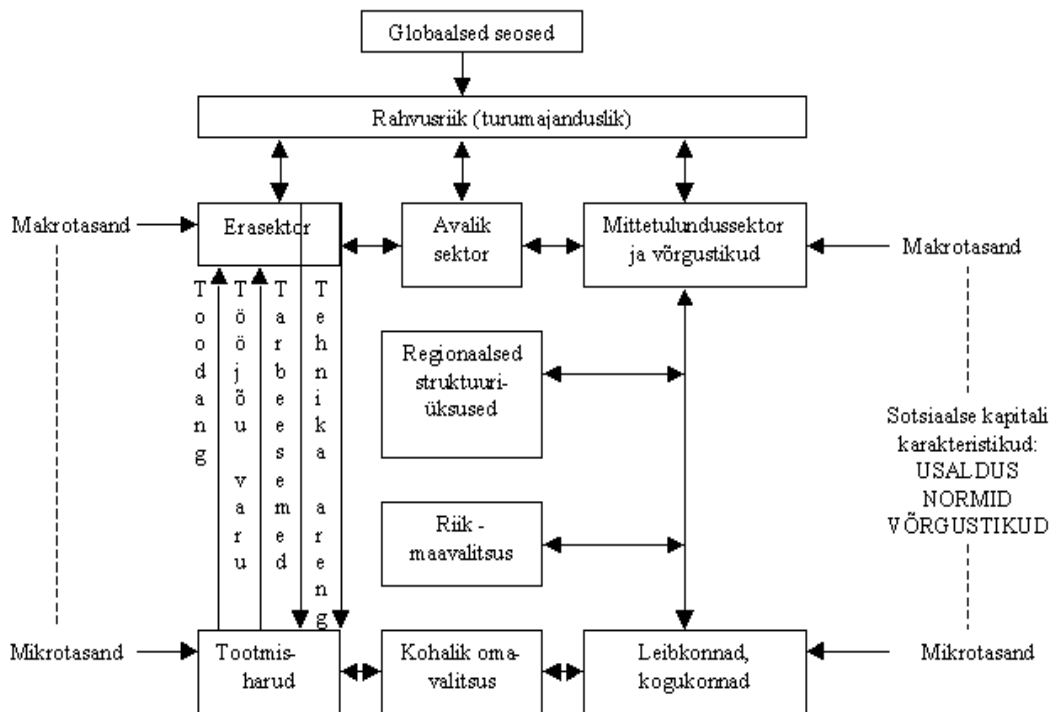 Globaalsed seosed
Rahvusriik (turumajanduslik)
Makrotasand
Erasektor
Avalik
sektor
Mittetulundussektor
ja võrgustikud
Makrotasand
Toodang
Tööjõu varu
Tarbeesemed
Tehnika areng
Regionaalsed
struktuuri-
üksused
Sotsiaalse kapitali
karakteristikud:
USALDUS
NORMID
VÕRGUSTIKUD
Riik -
maavalitsus
Mikrotasand
Tootmis-
harud
Kohalik oma-
valitsus
Leibkonnad,
kogukonnad
Mikrotasand